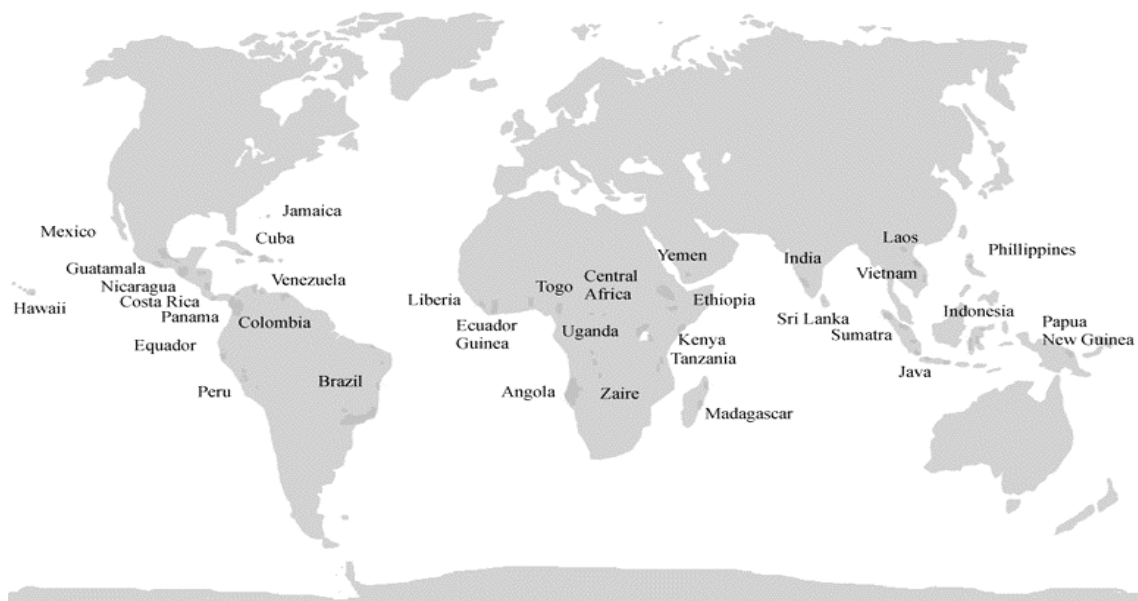 Jamaica
Mexico
Cuba
Guatamala
Nicaragua
Venezuela
Hawaii
Costa Rica
Panama
Colombia
Equador
Peru
Brazil
Liberia
Togo
Central
Africa
Yemen
Ethiopia
Ecuador
Guinea
Uganda
Kenya
Tanzania
Angola
Zaire
Madagascar
India
Laos
Vietnam
Phillippines
Sri Lanka
Sumatra
Indonesia
Papua
New Guinea
Java